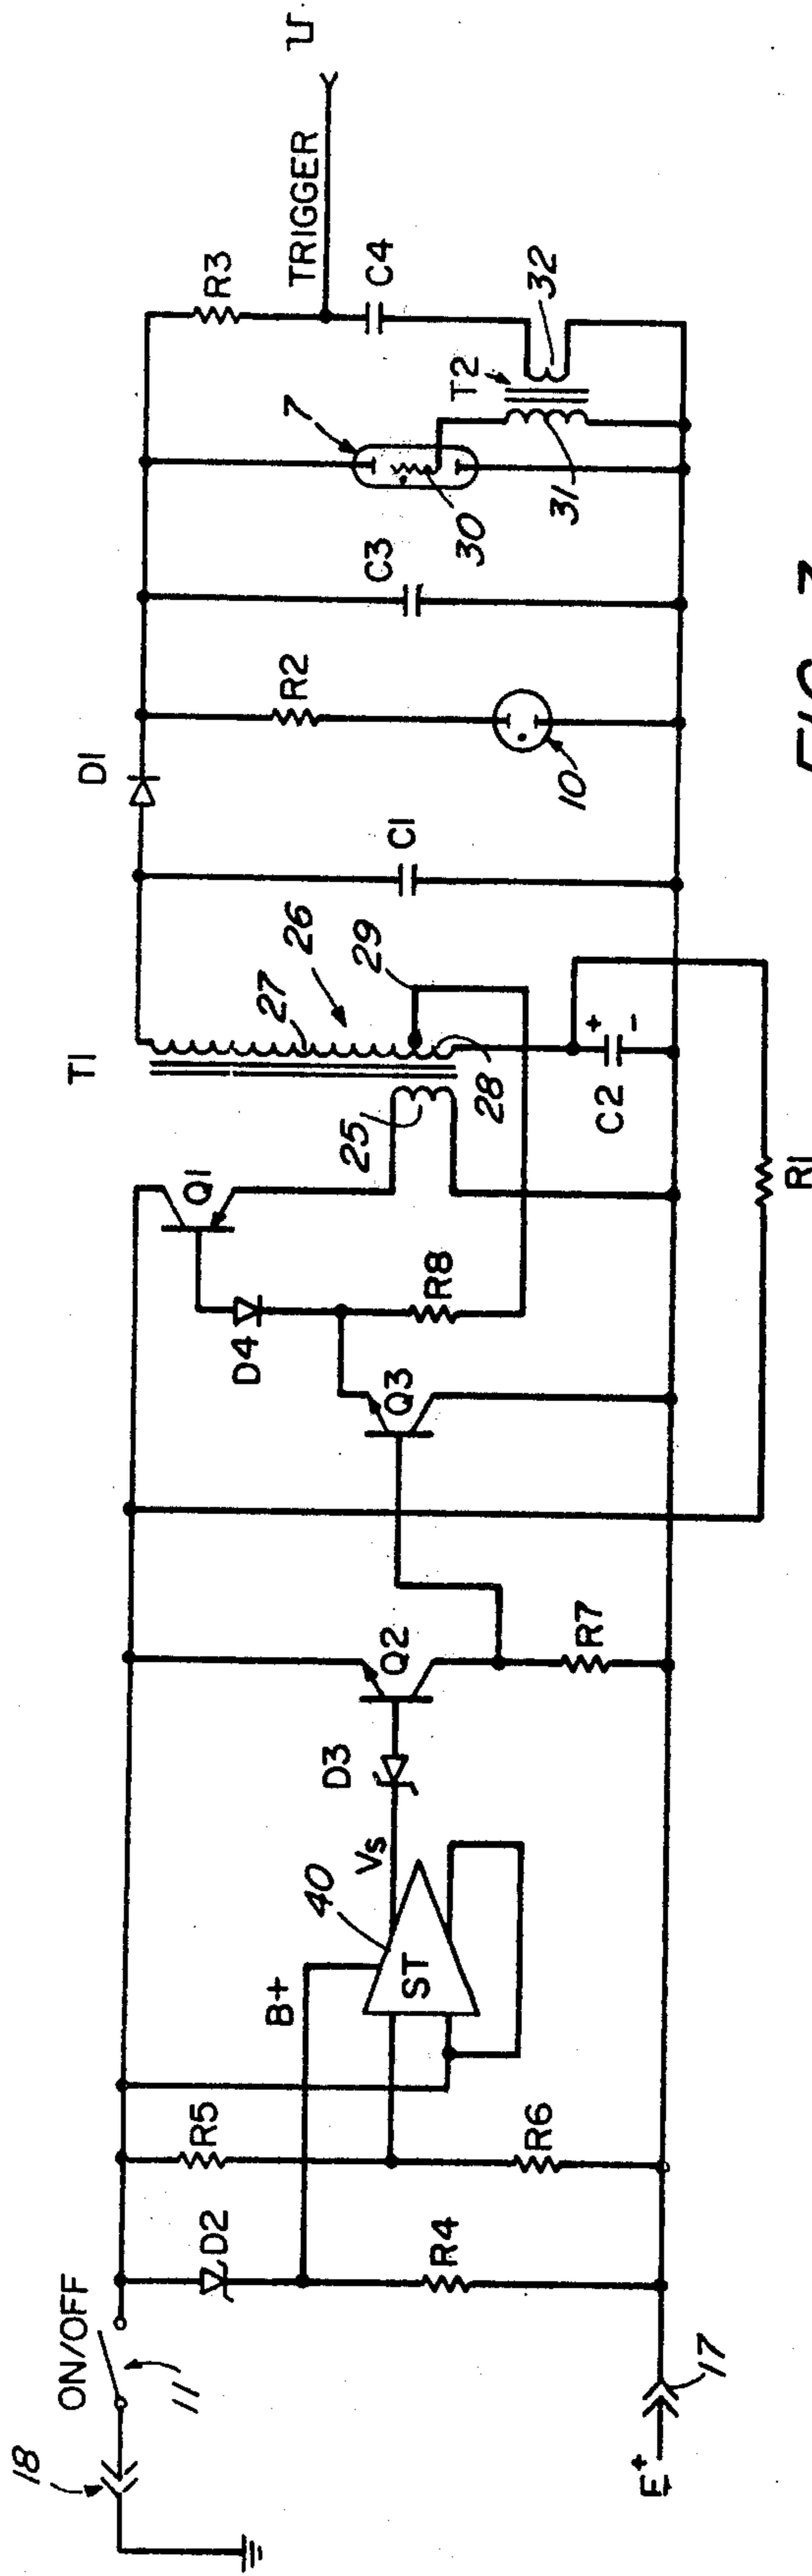 18
ON/OFF
11
D2
R4
E+
17
R5
R6
B+
40
ST
Vs
D3
Q2
R7
Q3
D4
R8
Q1
T1
25
26
27
28
29
C2
+
-
R1
C1
D1
R2
10
C3
7
30
31
T2
32
R3
C4
TRIGGER